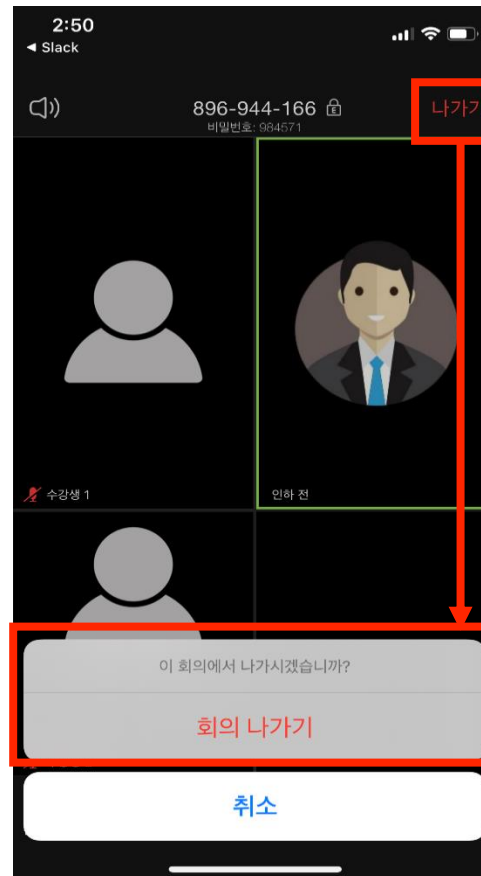 2:50
◀ Slack
896-944-166
나가기
비밀번호: 984571
수강생 1
인하 전
이 회의에서 나가시겠습니까?
회의 나가기
취소